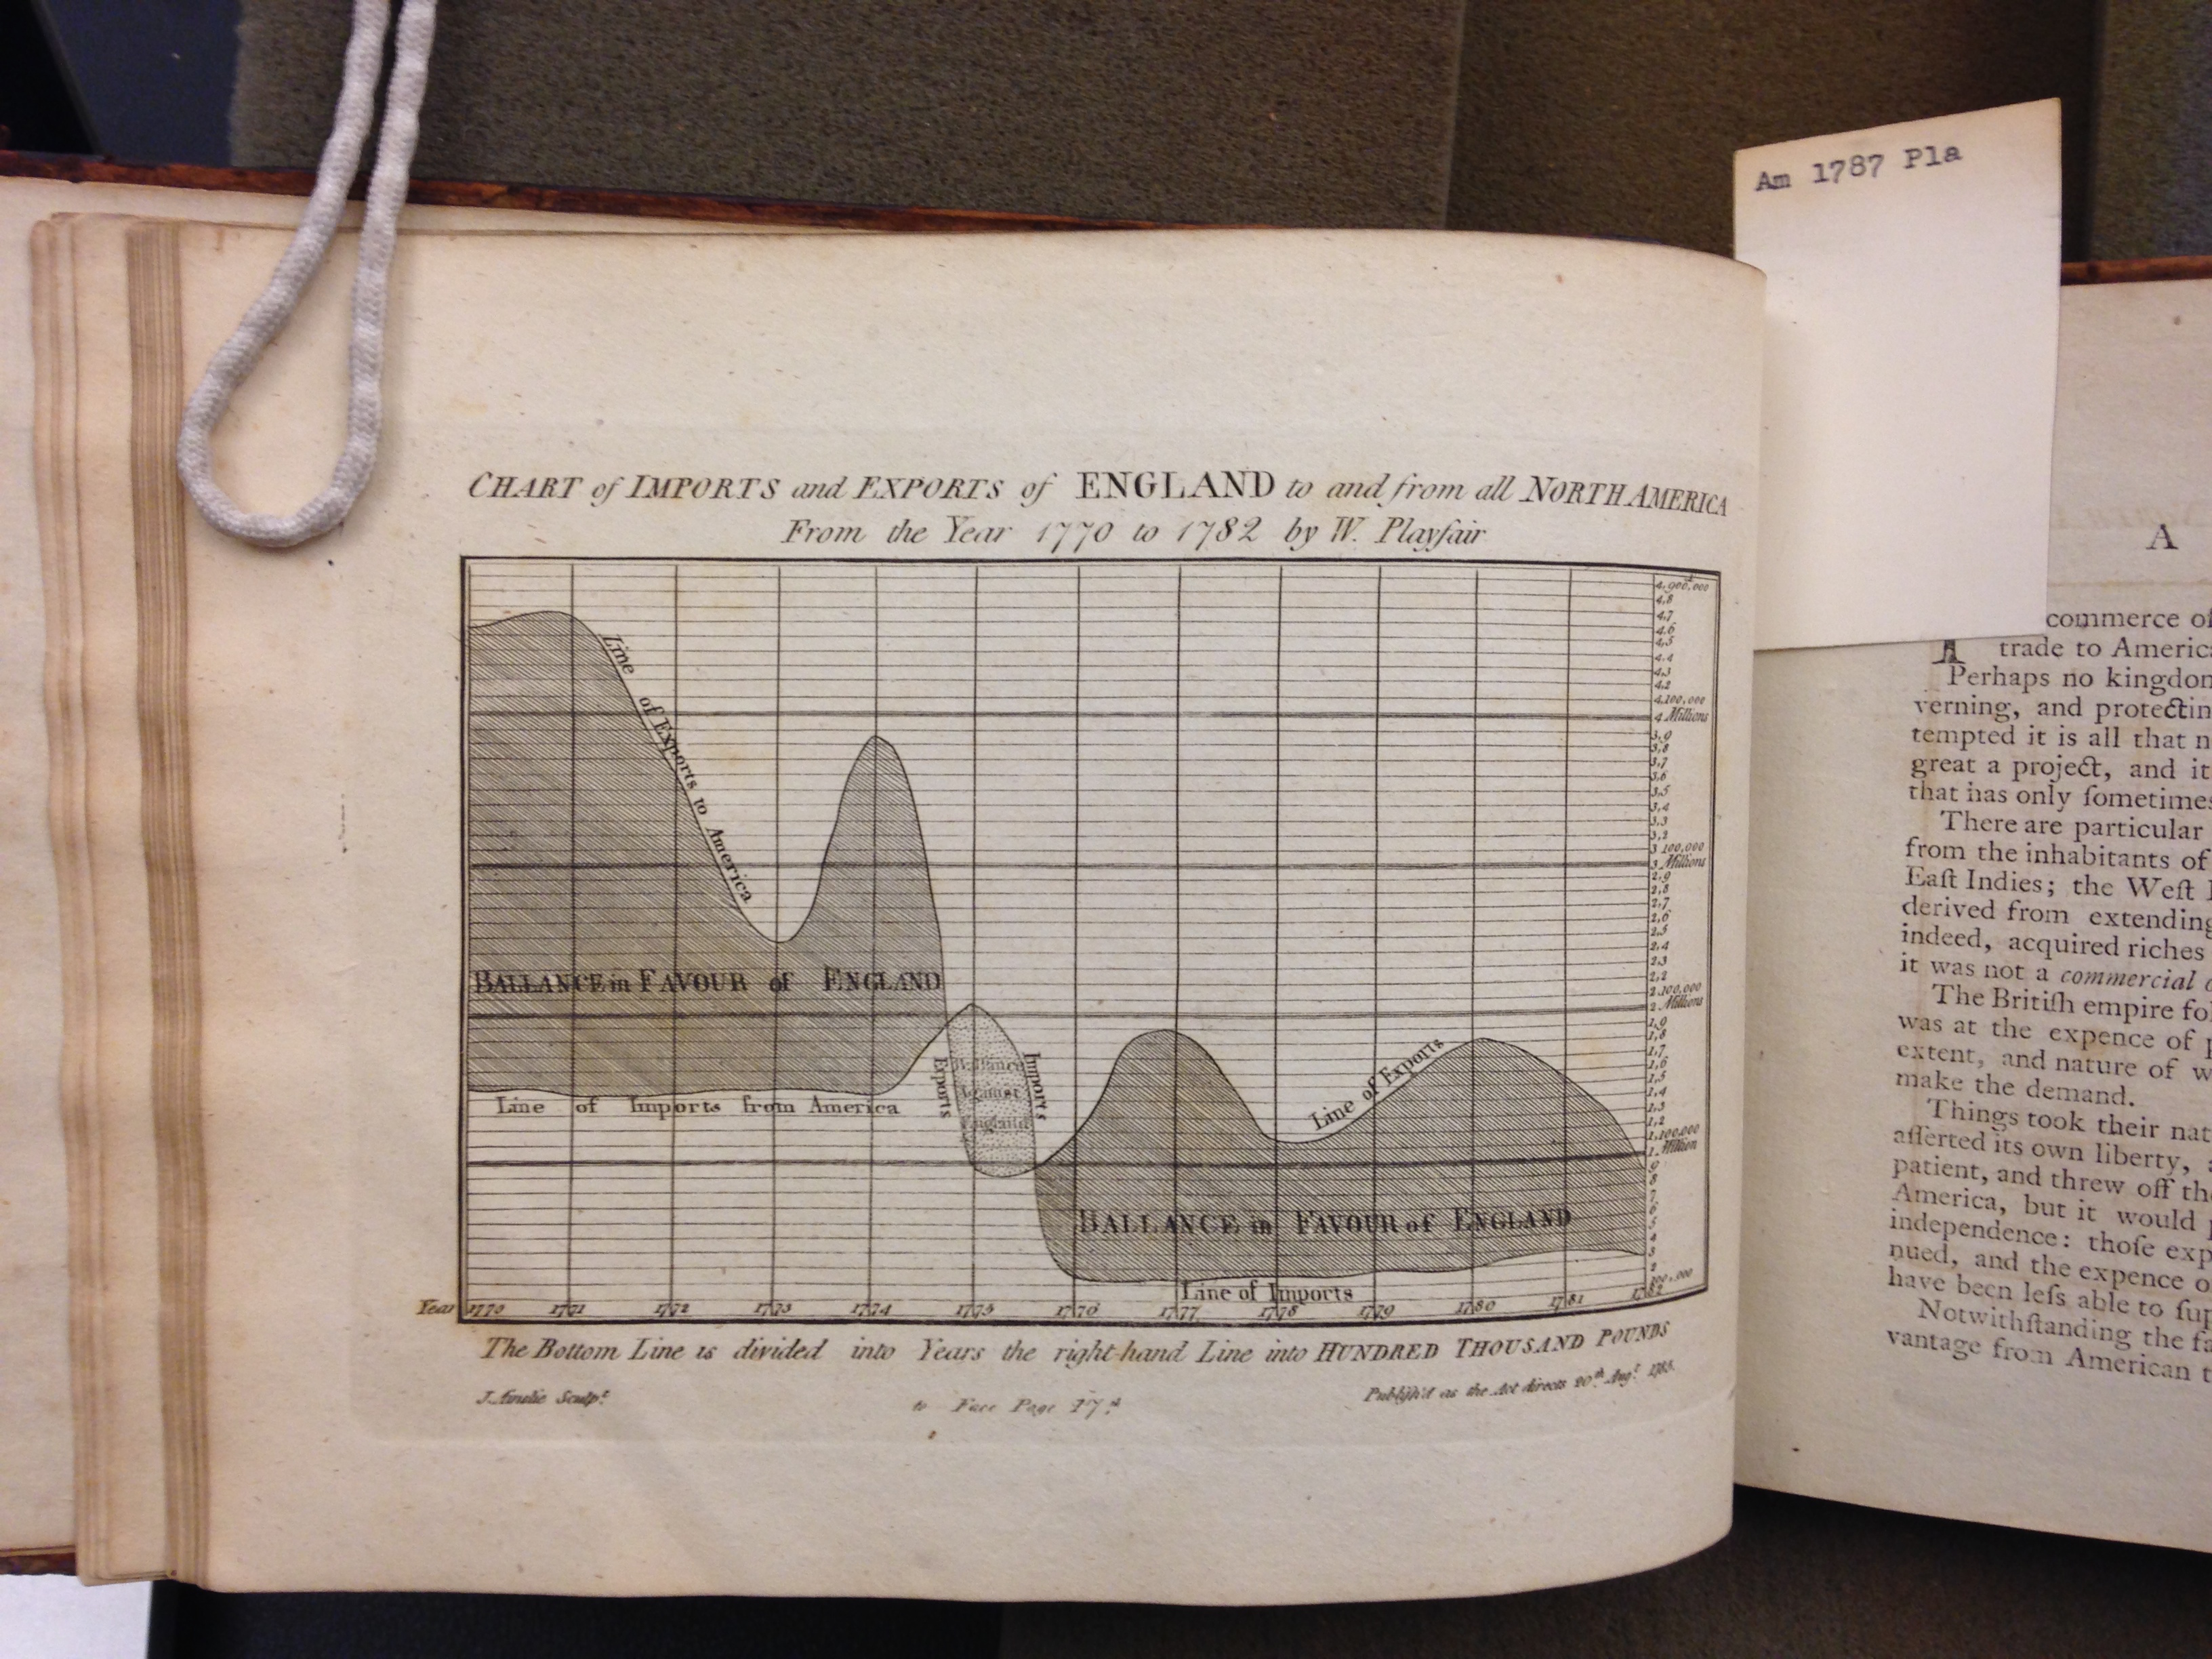 Am 1787 Pla
CHART of IMPORTS and EXPORTS of ENGLAND to and from all NORTH AMERICA
From the Year 1770 to 1782 by W. Playfair
4,900,000
4,8
4,7
4,6
4,5
4,4
4,3
4,2
4,100,000
4 Millions
3,9
3,8
3,7
3,6
3,5
3,4
3,3
3,2
3 100,000
3 Millions
2,9
2,8
2,7
2,6
2,5
2,4
2,3
2,2
2,100,000
2 Millions
1,9
1,8
1,7
1,6
1,5
1,4
1,3
1,2
1,100,000
1 Million
9
8
7
6
5
4
3
2
100,000
Line of Exports to America
BALLANCE in FAVOUR of ENGLAND
Line of Imports from America
Exports
Imports
Ballance
Against
England
Line of Exports
BALLANCE in FAVOUR of ENGLAND
Line of Imports
Year 1770 1771 1772 1773 1774 1775 1776 1777 1778 1779 1780 1781 1782
The Bottom Line is divided into Years the right-hand Line into HUNDRED THOUSAND POUNDS
J. Ainslie Sculpt.
Publish'd as the Act directs 20th. Augt. 1785.
to Face Page
A
commerce of
trade to America
Perhaps no kingdom
verning, and protectin
tempted it is all that n
great a project, and it
that has only ſometimes
There are particular
from the inhabitants of
Eaſt Indies; the Weſt
derived from extending
indeed, acquired riches
it was not a commercial
The Britiſh empire fo
was at the expence of p
extent, and nature of w
make the demand.
Things took their nat
aſſerted its own liberty,
patient, and threw off th
America, but it would
independence: thoſe exp
nued, and the expence o
have been leſs able to ſup
Notwithſtanding the fa
vantage from American t